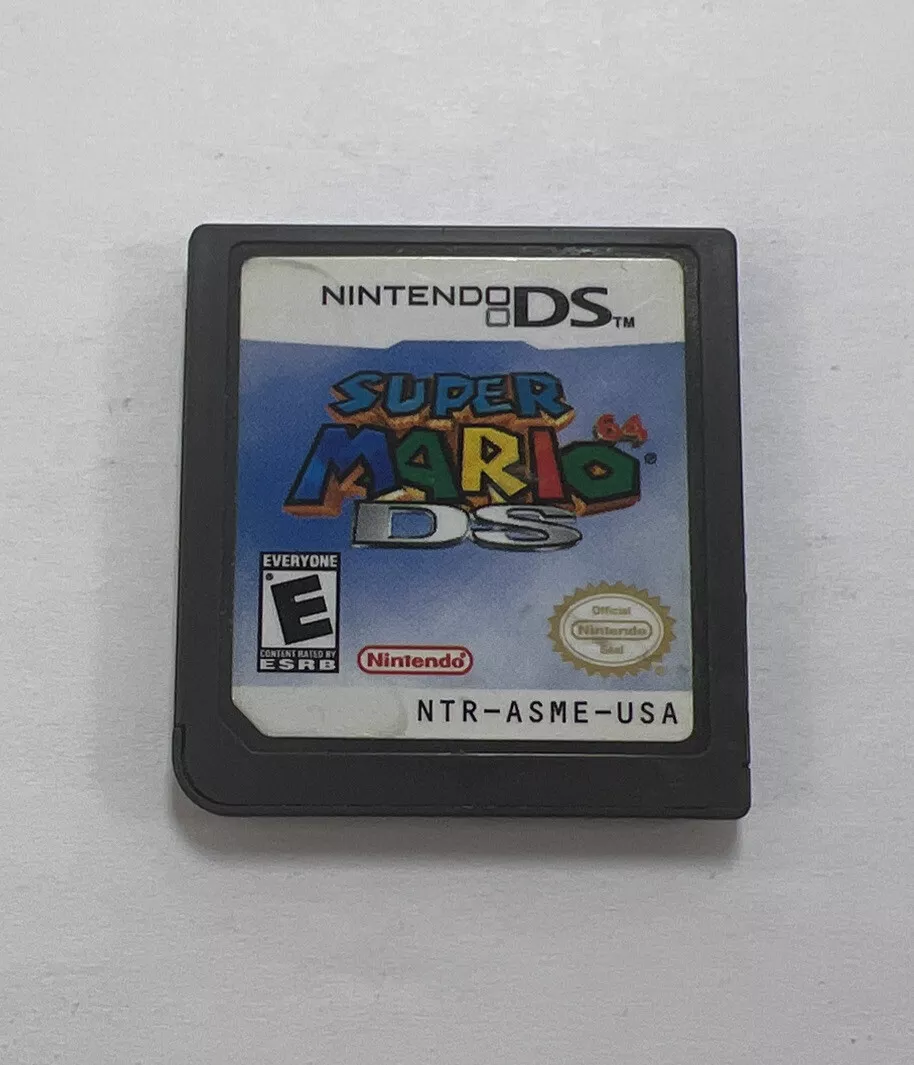 NINTENDO DS™
SUPER
MARIO 64®
DS
EVERYONE
E
CONTENT RATED BY
ESRB
Nintendo®
Official
Nintendo
Seal
NTR-ASME-USA